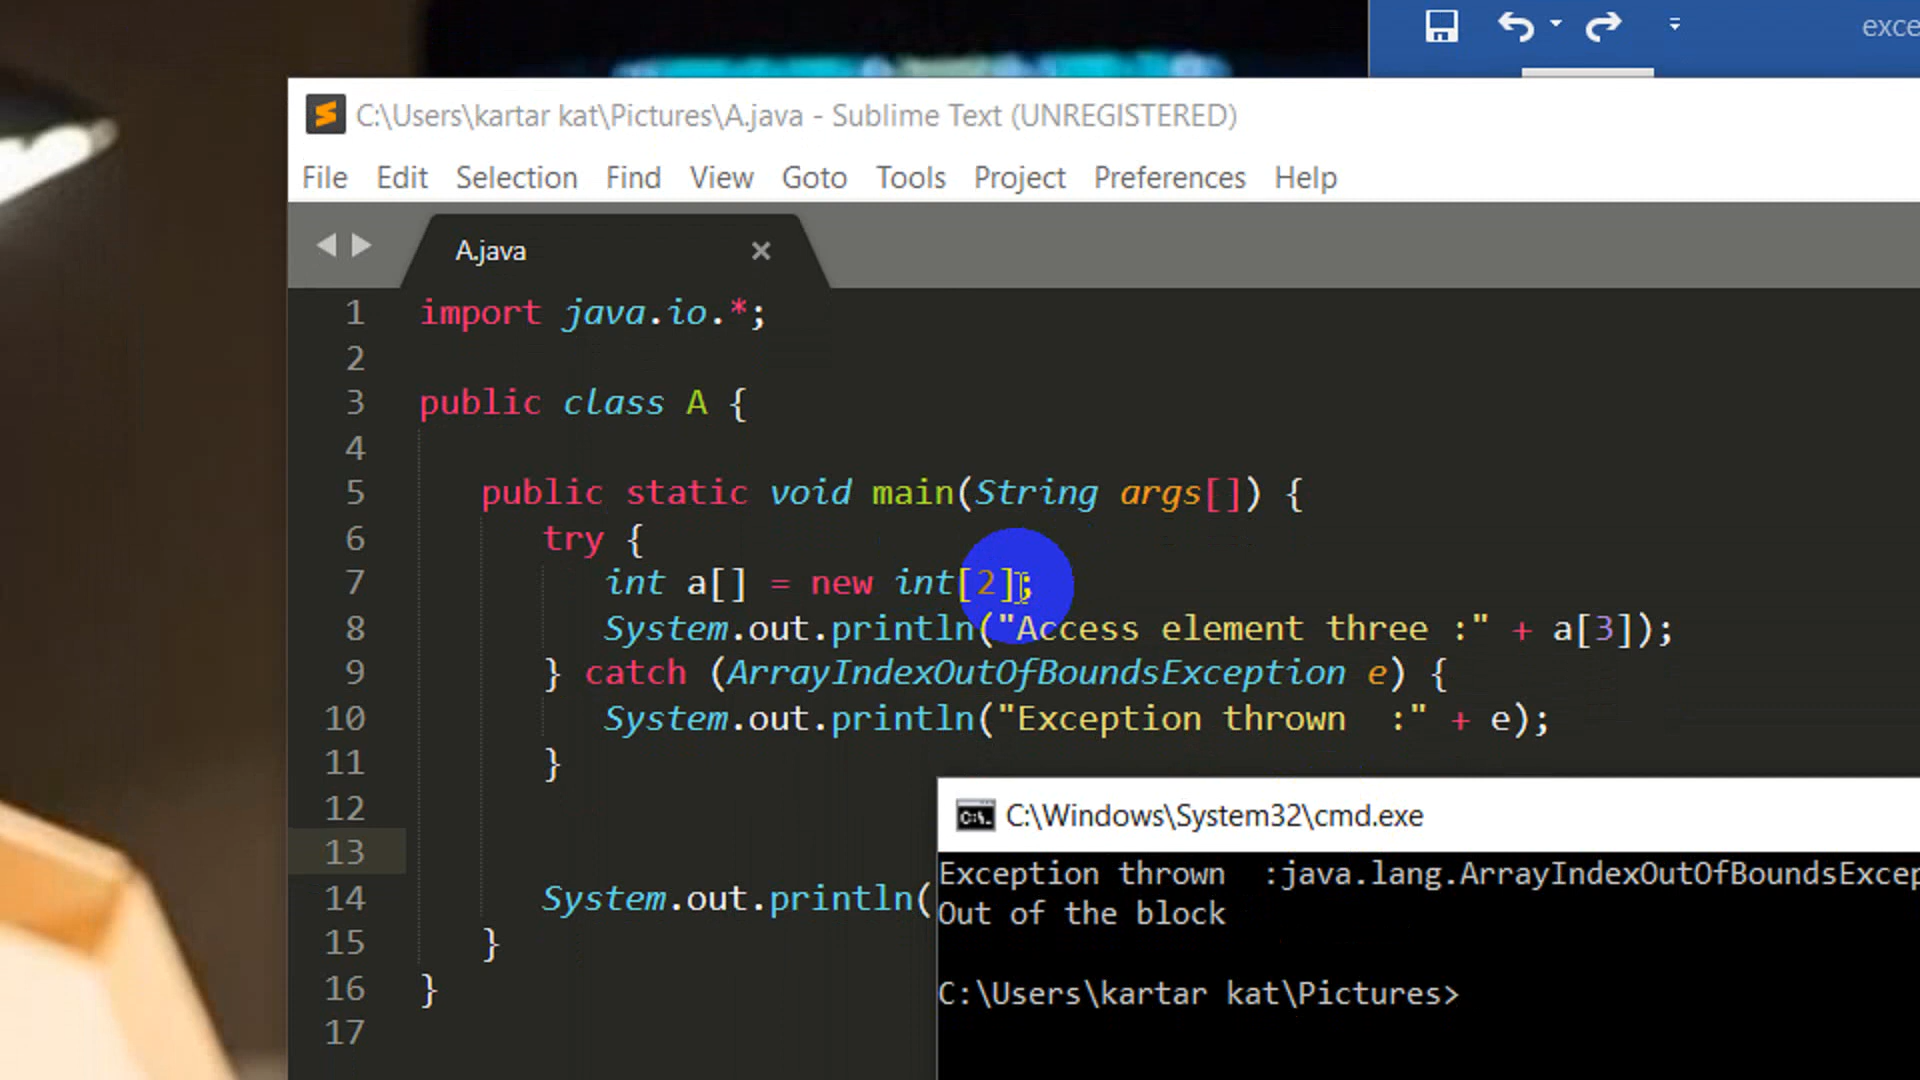 exce
C:\Users\kartar kat\Pictures\A.java - Sublime Text (UNREGISTERED)
File Edit Selection Find View Goto Tools Project Preferences Help
A.java
1 import java.io.*;
2
3 public class A {
4
5 public static void main(String args[]) {
6 try {
7 int a[] = new int[2];
8 System.out.println("Access element three :" + a[3]);
9 } catch (ArrayIndexOutOfBoundsException e) {
10 System.out.println("Exception thrown  :" + e);
11 }
12
13
14 System.out.println(
15 }
16 }
17
C:\Windows\System32\cmd.exe
Exception thrown  :java.lang.ArrayIndexOutOfBoundsExcep
Out of the block
C:\Users\kartar kat\Pictures>